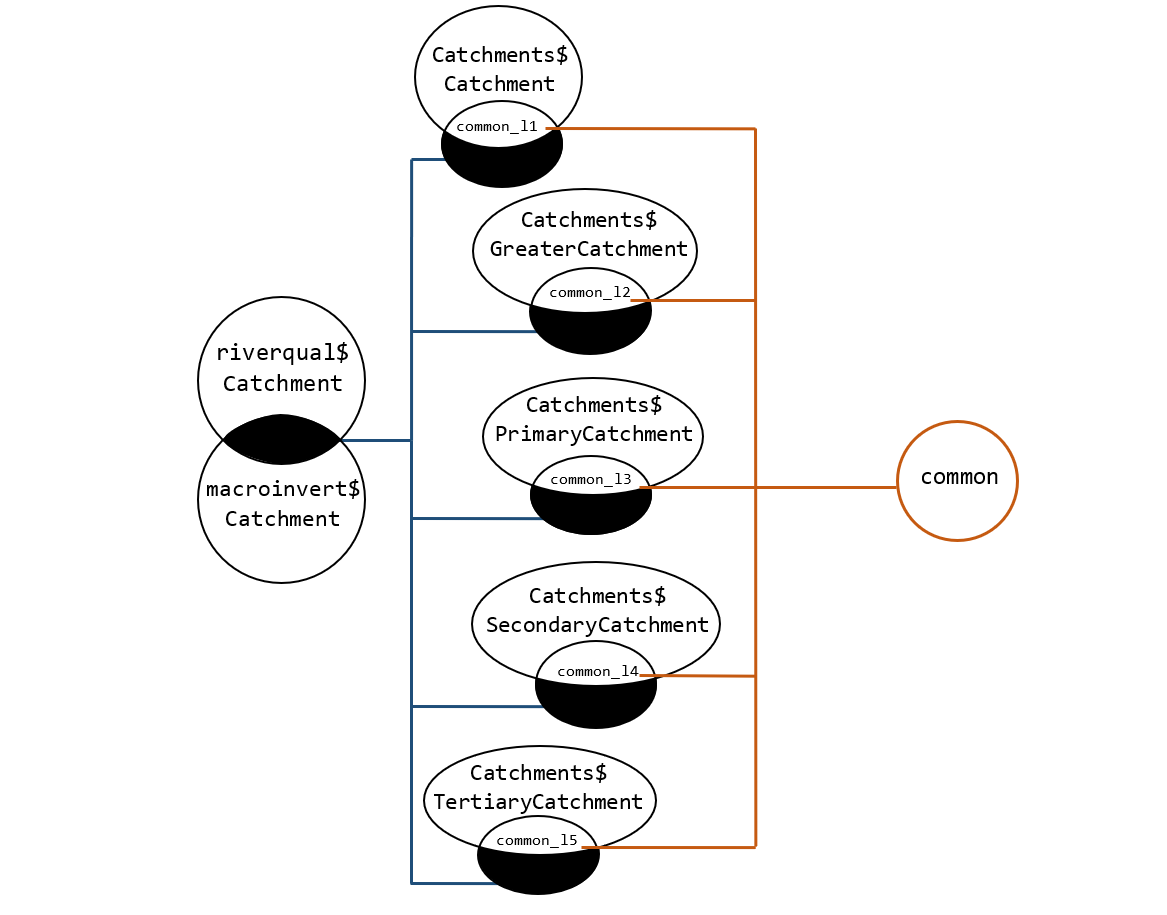 Catchments$
Catchment
common_l1
Catchments$
GreaterCatchment
common_l2
riverqual$
Catchment
macroinvert$
Catchment
Catchments$
PrimaryCatchment
common_l3
common
Catchments$
SecondaryCatchment
common_l4
Catchments$
TertiaryCatchment
common_l5